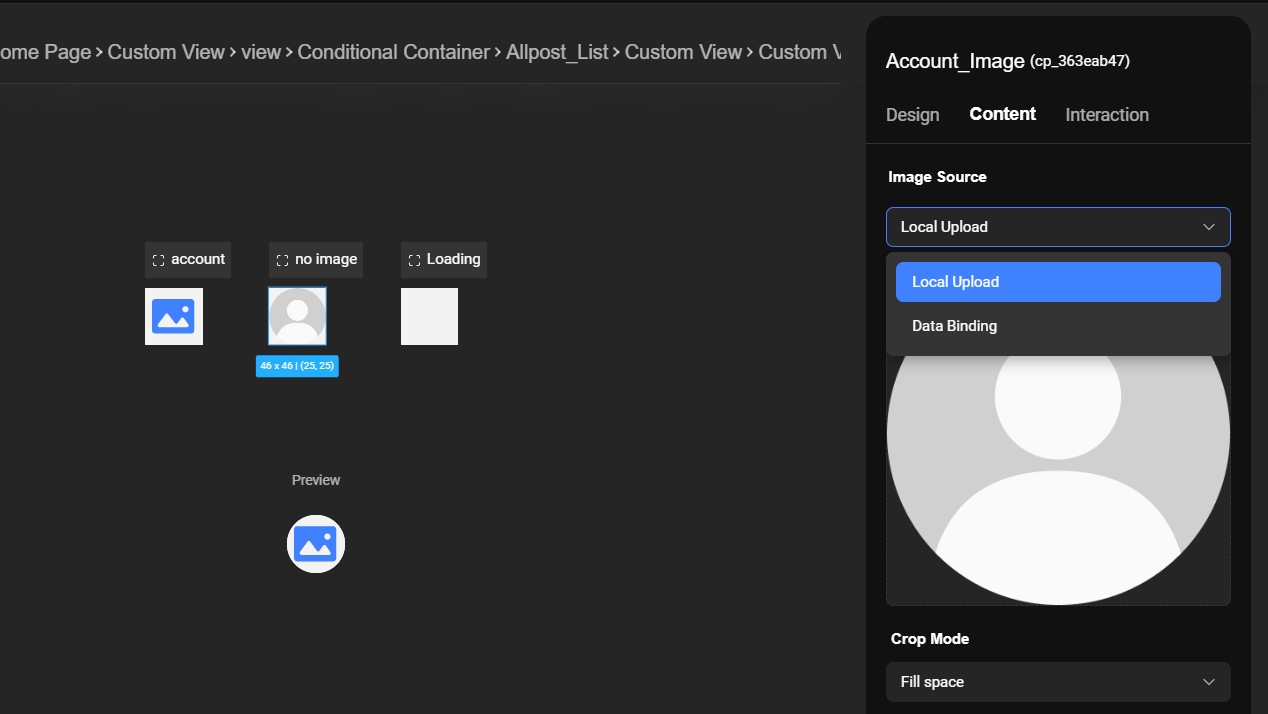 ome Page > Custom View > view > Conditional Container > Allpost_List > Custom View > Custom V
Account_Image (cp_363eab47)
Design Content Interaction
Image Source
Local Upload
Local Upload
Data Binding
account no image Loading
46 x 46 | (25, 25)
Preview
Crop Mode
Fill space